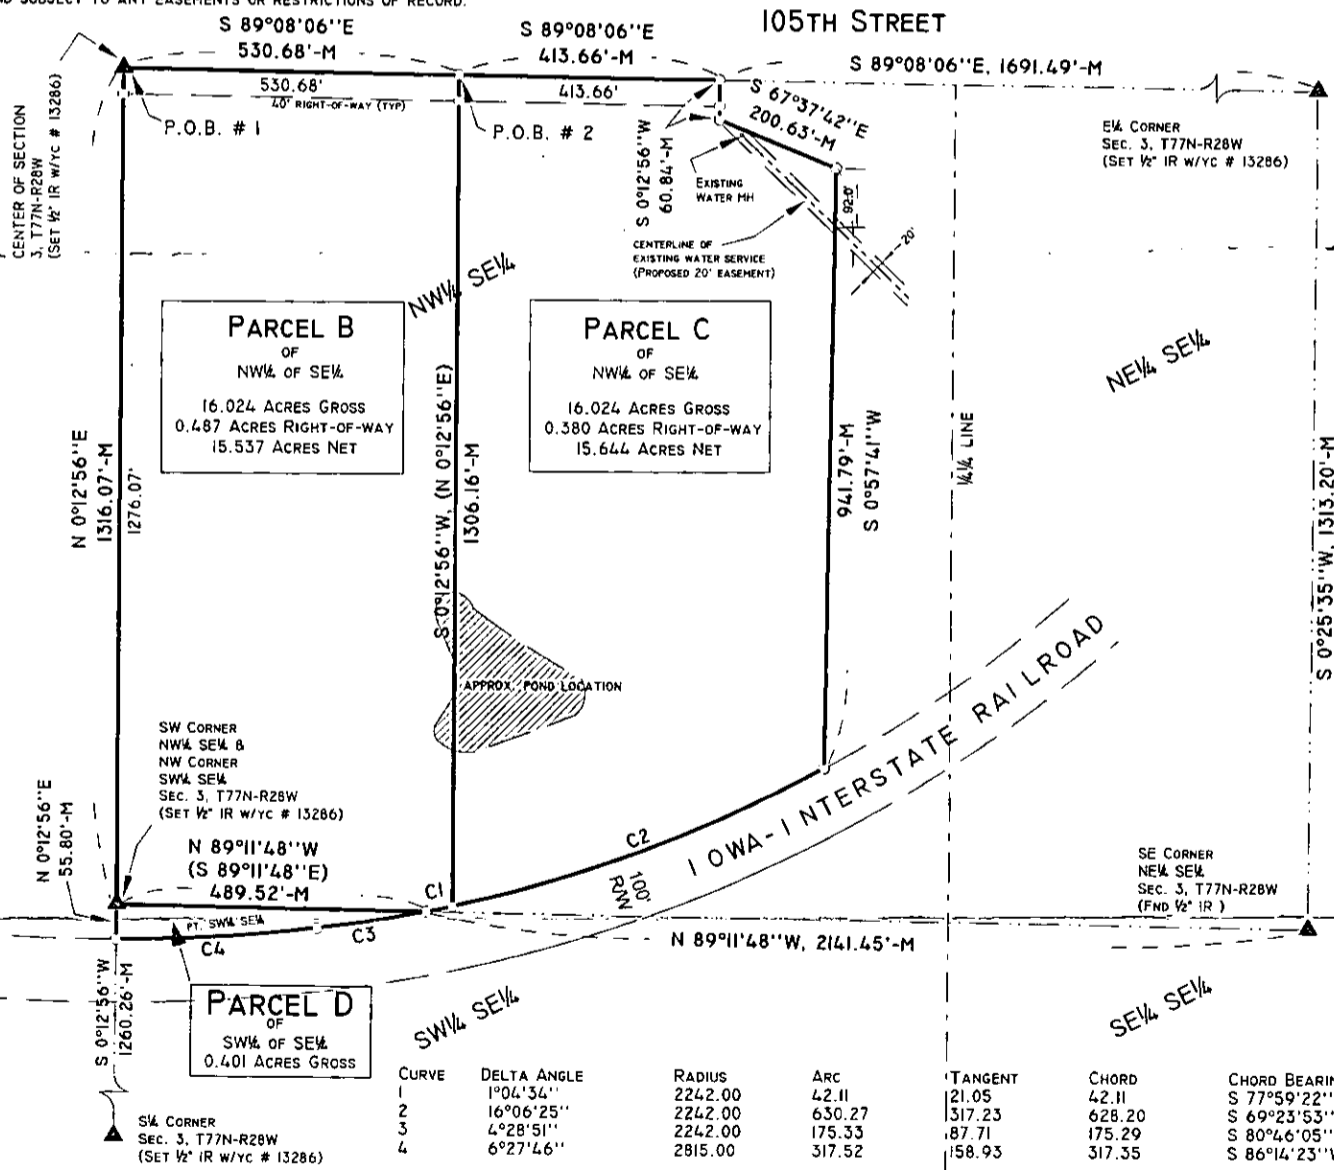 SUBJECT TO ANY EASEMENTS OR RESTRICTIONS OF RECORD.
S 89°08'06''E
530.68'-M
S 89°08'06''E
413.66'-M
105TH STREET
S 89°08'06''E, 1691.49'-M
530.68'
40' RIGHT-OF-WAY (TYP)
413.66'
P.O.B. # 1
P.O.B. # 2
CENTER OF SECTION
3, T77N-R28W
(SET ½" IR W/YC # 13286)
S 67°37'42''E
200.63'-M
S 0°12'56''W
60.84'-M
EXISTING
WATER MH
92.0'
20'
CENTERLINE OF
EXISTING WATER SERVICE
(PROPOSED 20' EASEMENT)
E¼ CORNER
SEC. 3, T77N-R28W
(SET ½" IR W/YC # 13286)
NW¼ SE¼
NE¼ SE¼
PARCEL B
OF
NW¼ OF SE¼
16.024 ACRES GROSS
0.487 ACRES RIGHT-OF-WAY
15.537 ACRES NET
PARCEL C
OF
NW¼ OF SE¼
16.024 ACRES GROSS
0.380 ACRES RIGHT-OF-WAY
15.644 ACRES NET
N 0°12'56''E
1316.07'-M
1276.07'
S 0°12'56''W, (N 0°12'56''E)
1306.16'-M
941.79'-M
S 0°57'41''W
¼¼ LINE
S 0°25'35''W, 1313.20'-M
APPROX. POND LOCATION
IOWA-INTERSTATE RAILROAD
100'
R/W
SW CORNER
NW¼ SE¼ &
NW CORNER
SW¼ SE¼
SEC. 3, T77N-R28W
(SET ½" IR W/YC # 13286)
N 0°12'56''E
55.80'-M
N 89°11'48''W
(S 89°11'48''E)
489.52'-M
C1
C2
PT. SW¼ SE¼
C4
C3
N 89°11'48''W, 2141.45'-M
SE CORNER
NE¼ SE¼
SEC. 3, T77N-R28W
(FND ½" IR )
S 0°12'56''W
1260.26'-M
PARCEL D
OF
SW¼ OF SE¼
0.401 ACRES GROSS
SW¼ SE¼
SE¼ SE¼
S¼ CORNER
SEC. 3, T77N-R28W
(SET ½" IR W/YC # 13286)
CURVE DELTA ANGLE RADIUS ARC TANGENT CHORD CHORD BEARIN
1 1°04'34'' 2242.00 42.11 21.05 42.11 S 77°59'22''
2 16°06'25'' 2242.00 630.27 317.23 628.20 S 69°23'53''
3 4°28'51'' 2242.00 175.33 87.71 175.29 S 80°46'05''
4 6°27'46'' 2815.00 317.52 158.93 317.35 S 86°14'23''W